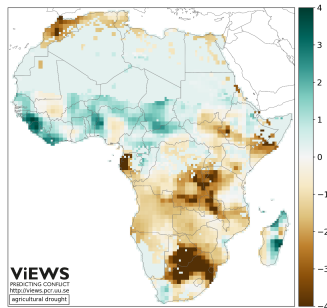 ViEWS
PREDICTING CONFLICT
http://views.pcr.uu.se
agricultural drought
4
3
2
1
0
−1
−2
−3
−4